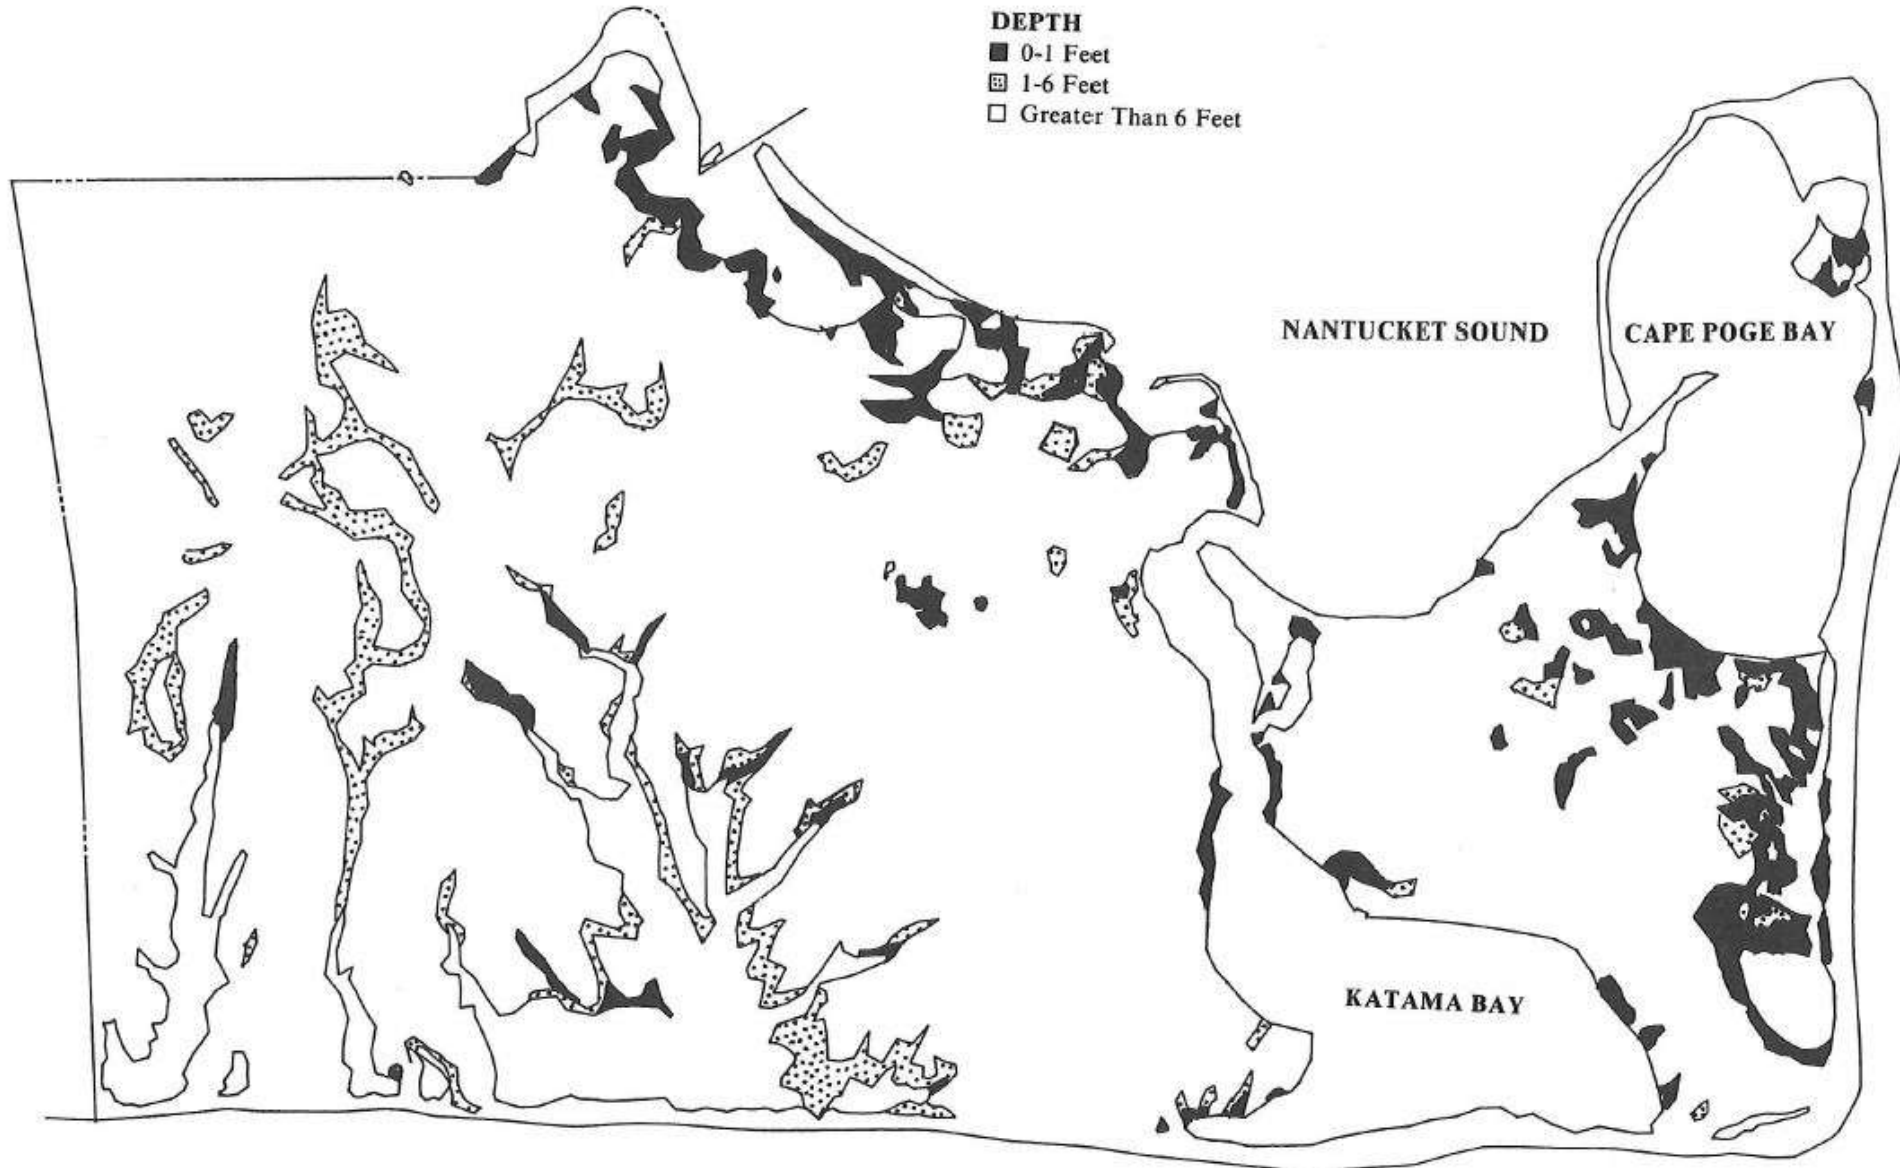 DEPTH
0-1 Feet
1-6 Feet
Greater Than 6 Feet
NANTUCKET SOUND
CAPE POGE BAY
KATAMA BAY